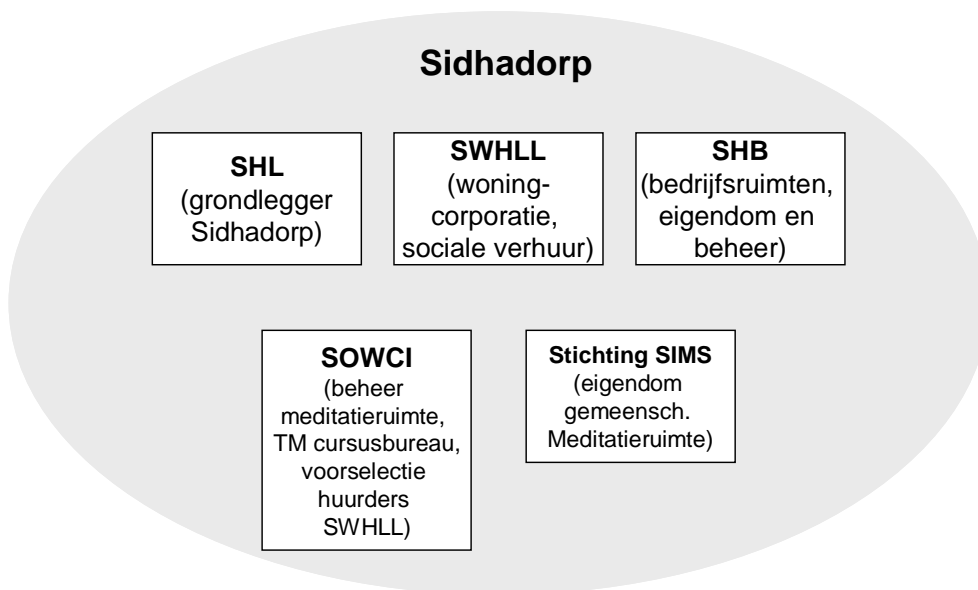 Sidhadorp
SHL
(grondlegger
Sidhadorp)
SWHLL
(woning-
corporatie,
sociale verhuur)
SHB
(bedrijfsruimten,
eigendom en
beheer)
SOWCI
(beheer
meditatieruimte,
TM cursusbureau,
voorselectie
huurders
SWHLL)
Stichting SIMS
(eigendom
gemeensch.
Meditatieruimte)